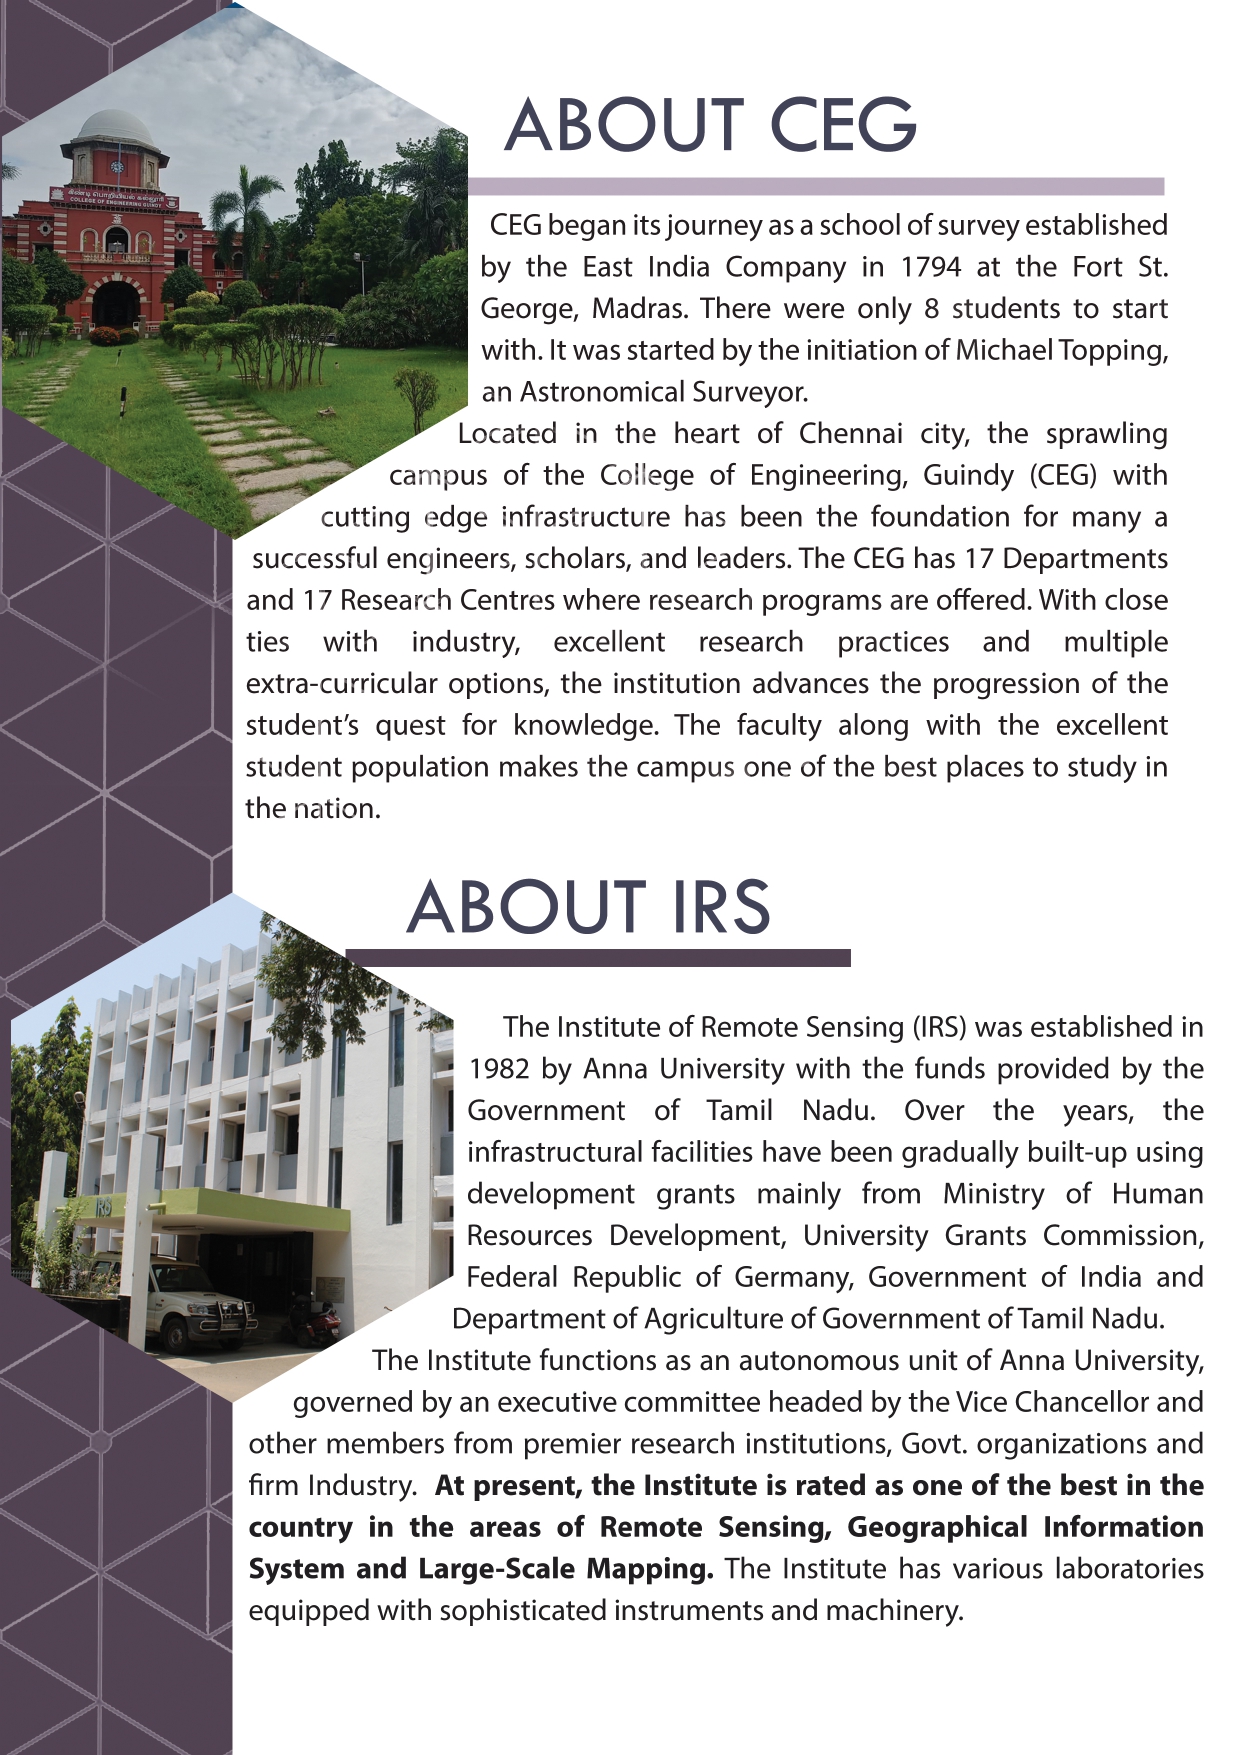 ABOUT CEG
கிண்டி பொறியியல் கல்லூரி
COLLEGE OF ENGINEERING GUINDY
CEG began its journey as a school of survey established
by the East India Company in 1794 at the Fort St.
George, Madras. There were only 8 students to start
with. It was started by the initiation of Michael Topping,
an Astronomical Surveyor.
Located in the heart of Chennai city, the sprawling
campus of the College of Engineering, Guindy (CEG) with
cutting edge infrastructure has been the foundation for many a
successful engineers, scholars, and leaders. The CEG has 17 Departments
and 17 Research Centres where research programs are offered. With close
ties with industry, excellent research practices and multiple
extra-curricular options, the institution advances the progression of the
student’s quest for knowledge. The faculty along with the excellent
student population makes the campus one of the best places to study in
the nation.
ABOUT IRS
The Institute of Remote Sensing (IRS) was established in
1982 by Anna University with the funds provided by the
Government of Tamil Nadu. Over the years, the
infrastructural facilities have been gradually built-up using
development grants mainly from Ministry of Human
Resources Development, University Grants Commission,
Federal Republic of Germany, Government of India and
Department of Agriculture of Government of Tamil Nadu.
IRS
The Institute functions as an autonomous unit of Anna University,
governed by an executive committee headed by the Vice Chancellor and
other members from premier research institutions, Govt. organizations and
firm Industry. At present, the Institute is rated as one of the best in the
country in the areas of Remote Sensing, Geographical Information
System and Large-Scale Mapping. The Institute has various laboratories
equipped with sophisticated instruments and machinery.